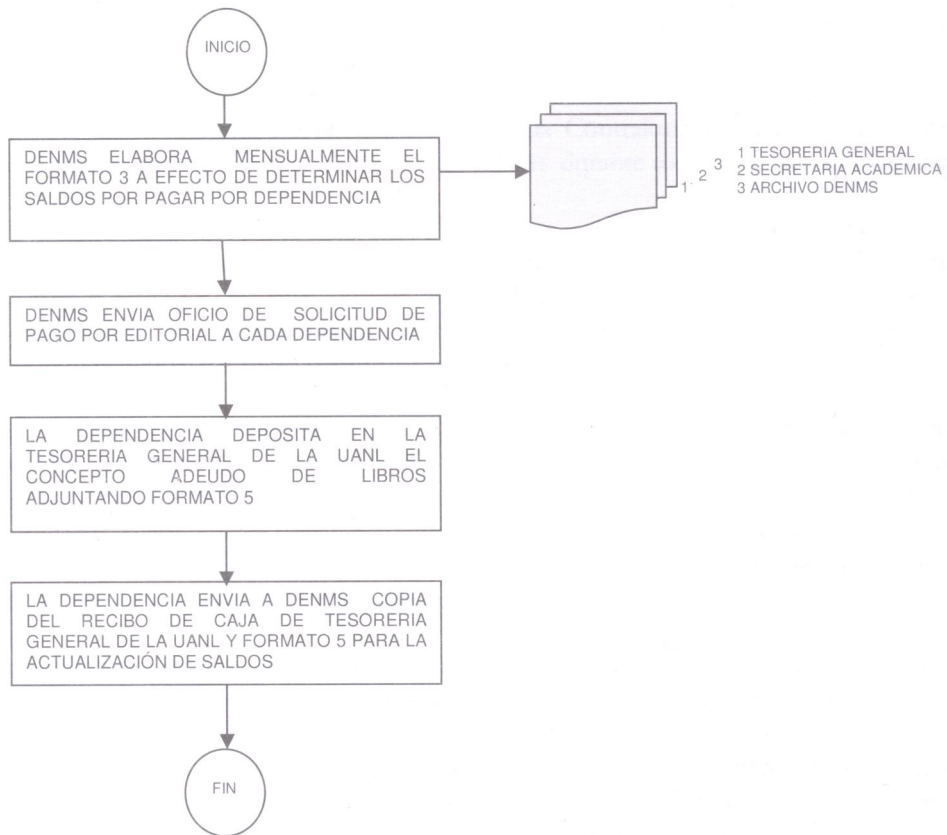 INICIO
DENMS ELABORA MENSUALMENTE EL
FORMATO 3 A EFECTO DE DETERMINAR LOS
SALDOS POR PAGAR POR DEPENDENCIA
1 2 3
1 TESORERIA GENERAL
2 SECRETARIA ACADEMICA
3 ARCHIVO DENMS
DENMS ENVIA OFICIO DE SOLICITUD DE
PAGO POR EDITORIAL A CADA DEPENDENCIA
LA DEPENDENCIA DEPOSITA EN LA
TESORERIA GENERAL DE LA UANL EL
CONCEPTO ADEUDO DE LIBROS
ADJUNTANDO FORMATO 5
LA DEPENDENCIA ENVIA A DENMS COPIA
DEL RECIBO DE CAJA DE TESORERIA
GENERAL DE LA UANL Y FORMATO 5 PARA LA
ACTUALIZACIÓN DE SALDOS
FIN